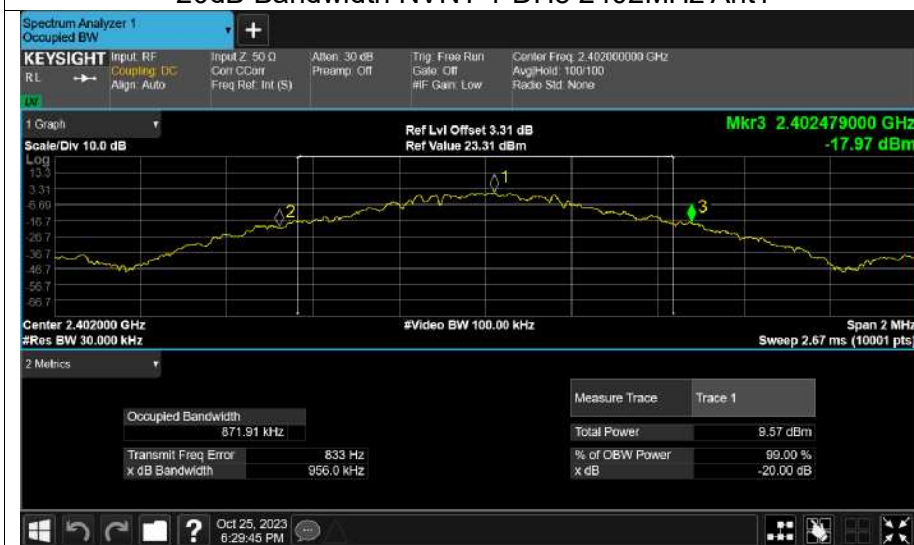 20dB Bandwidth NVNT 1-DH5 2402MHz Ant1
Spectrum Analyzer 1
Occupied BW
+
KEYSIGHT Input: RF Input Z: 50 Ω Atten: 30 dB Trig: Free Run Center Freq: 2.402000000 GHz
RL Coupling: DC Corr CCorr Preamp: Off Gate: Off Avg|Hold: 100/100
Align: Auto Freq Ref: Int (S) #IF Gain: Low Radio Std: None
1 Graph
Ref Lvl Offset 3.31 dB Mkr3 2.402479000 GHz
Scale/Div 10.0 dB Ref Value 23.31 dBm -17.97 dBm
Log
13.3
3.31
-6.69
-16.7
-26.7
-36.7
-46.7
-56.7
-66.7
1
2
3
Center 2.402000 GHz #Video BW 100.00 kHz Span 2 MHz
#Res BW 30.000 kHz Sweep 2.67 ms (10001 pts)
2 Metrics
Measure Trace Trace 1
Occupied Bandwidth
871.91 kHz Total Power 9.57 dBm
Transmit Freq Error 833 Hz % of OBW Power 99.00 %
x dB Bandwidth 956.0 kHz x dB -20.00 dB
? Oct 25, 2023
6:29:45 PM